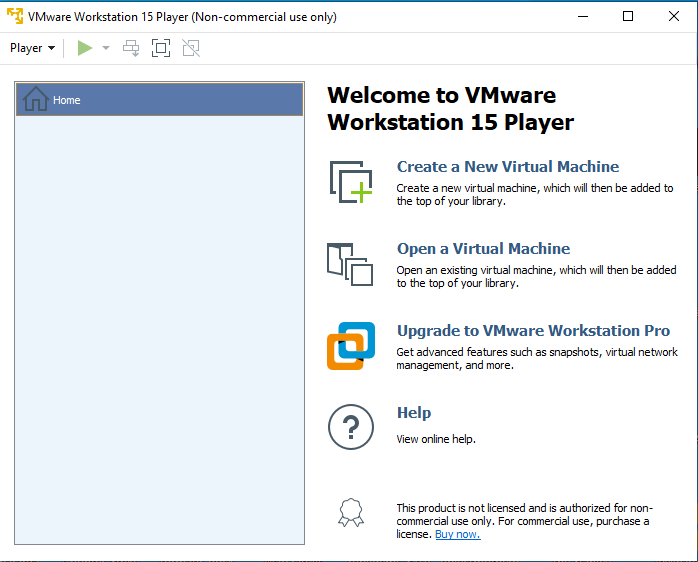 VMware Workstation 15 Player (Non-commercial use only)
Player
Home
Welcome to VMware
Workstation 15 Player
Create a New Virtual Machine
Create a new virtual machine, which will then be added to
the top of your library.
Open a Virtual Machine
Open an existing virtual machine, which will then be added
to the top of your library.
Upgrade to VMware Workstation Pro
Get advanced features such as snapshots, virtual network
management, and more.
?
Help
View online help.
This product is not licensed and is authorized for non-
commercial use only. For commercial use, purchase a
license. Buy now.